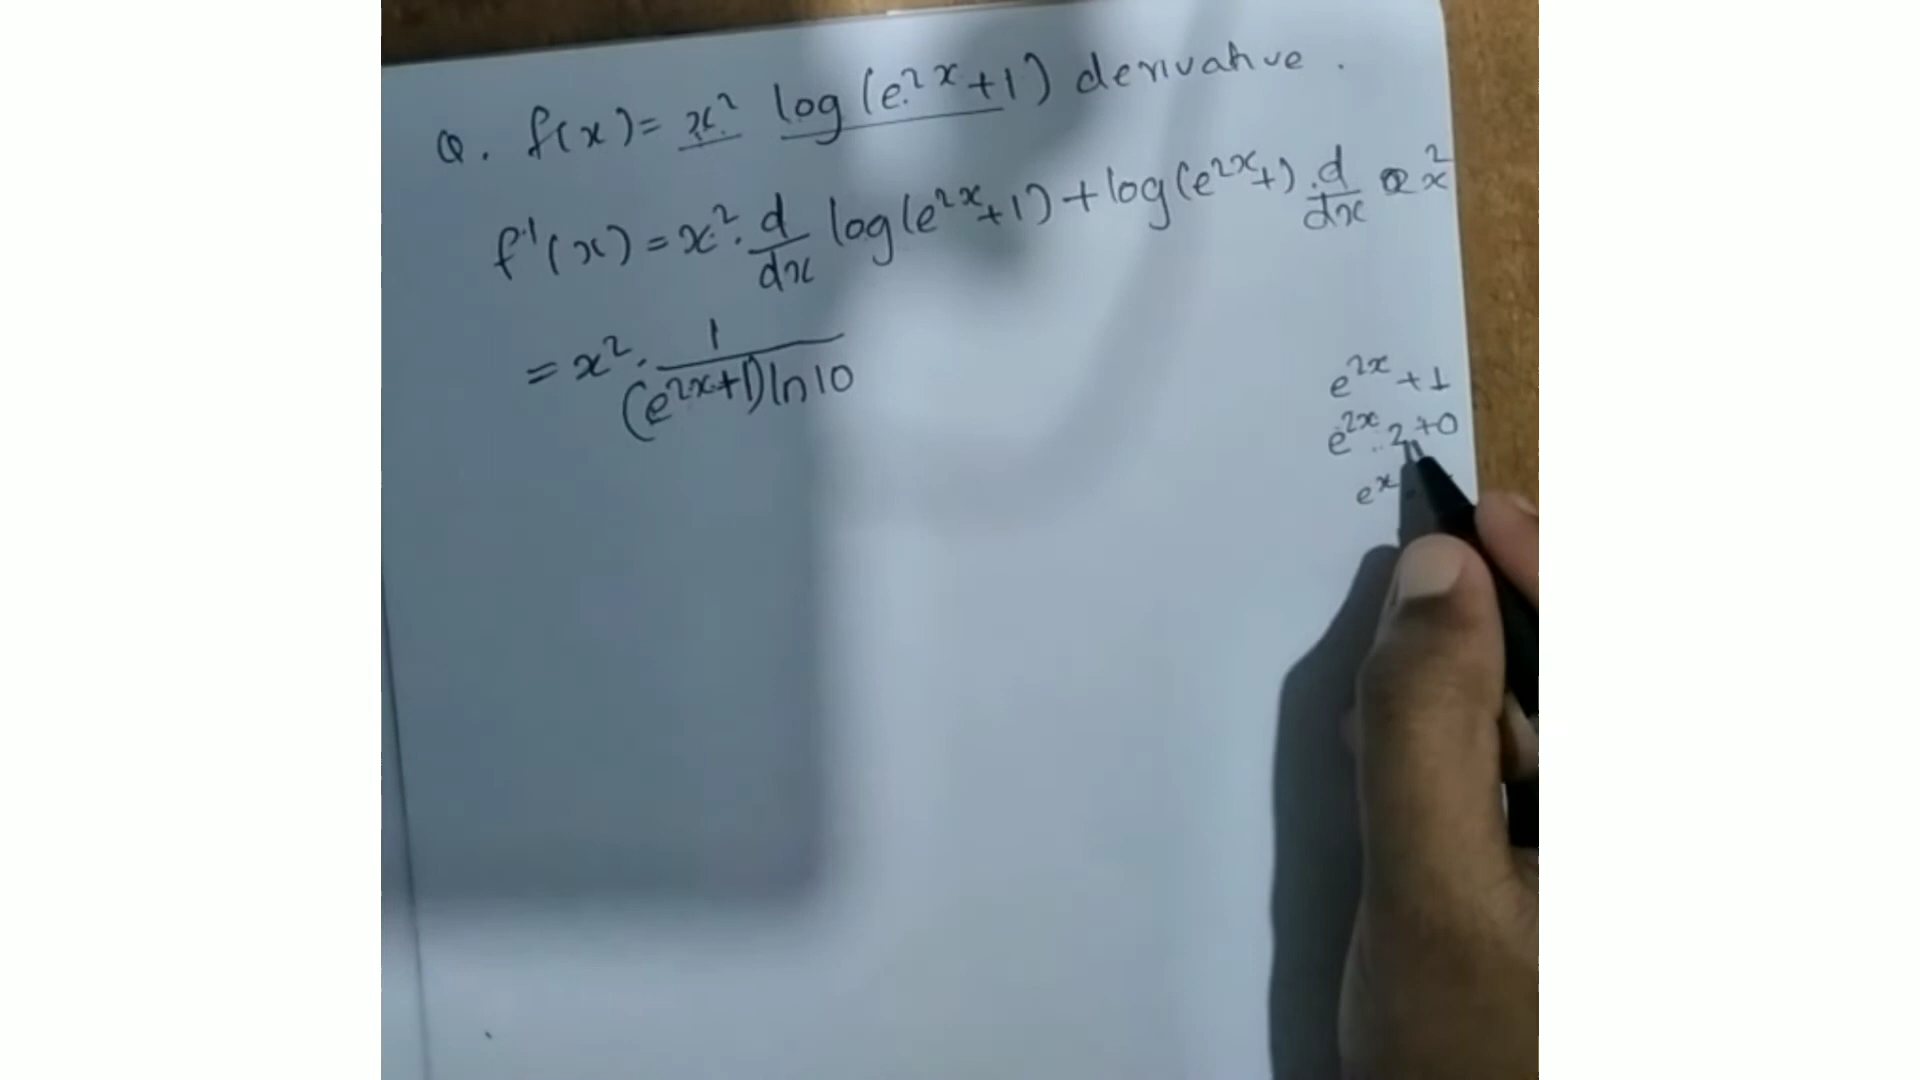 Q. f(x) = x² log (e²ˣ+1) derivative.
f'(x) = x². d/dx log(e²ˣ+1) + log(e²ˣ+) . d/dx x²
= x². 1/(e²ˣ+1) ln10
e²ˣ + 1
e²ˣ . 2+0
eˣ